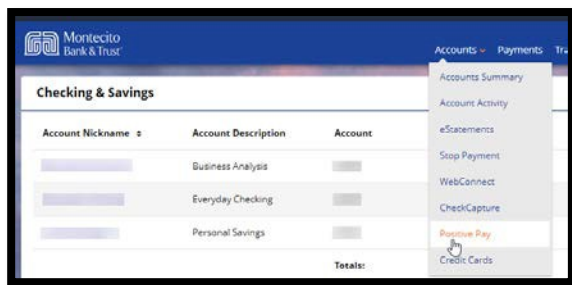 Montecito
Bank & Trust
Accounts Payments Tra
Checking & Savings
Account Nickname Account Description Account
Business Analysis
Everyday Checking
Personal Savings
Totals:
Accounts Summary
Account Activity
eStatements
Stop Payment
WebConnect
CheckCapture
Positive Pay
Credit Cards